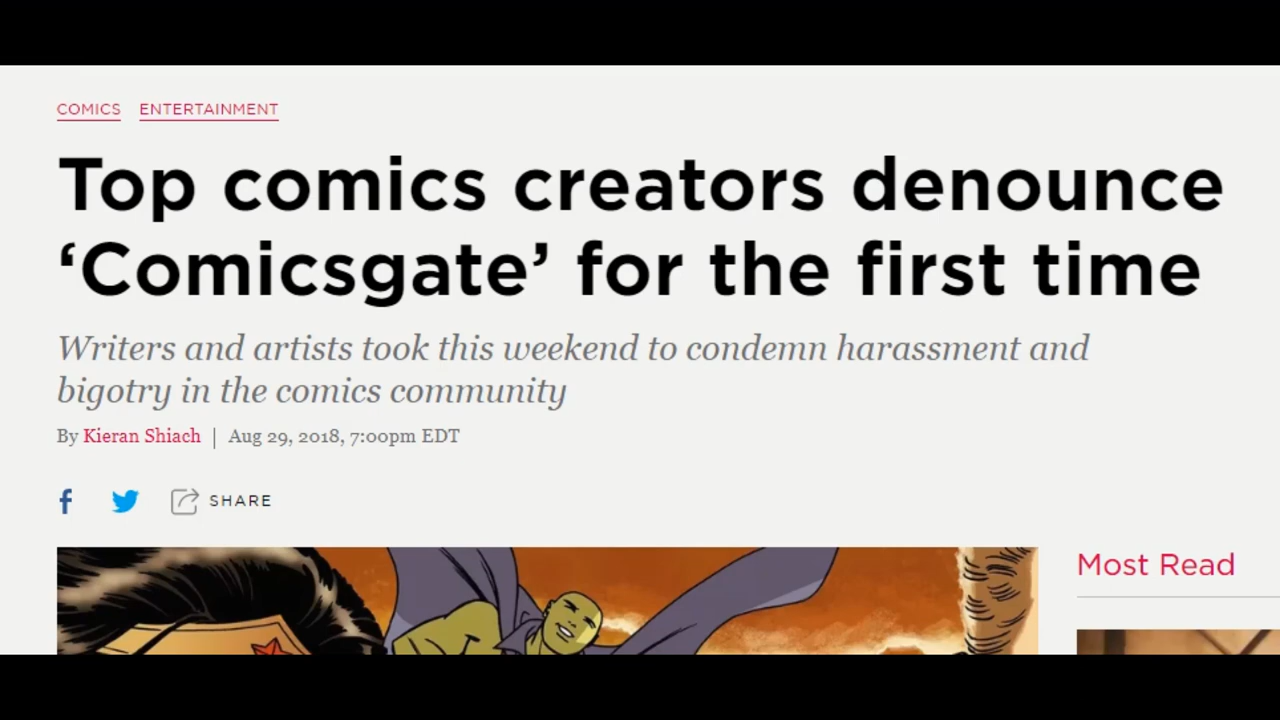 COMICS ENTERTAINMENT
Top comics creators denounce
‘Comicsgate’ for the first time
Writers and artists took this weekend to condemn harassment and
bigotry in the comics community
By Kieran Shiach | Aug 29, 2018, 7:00pm EDT
SHARE
Most Read